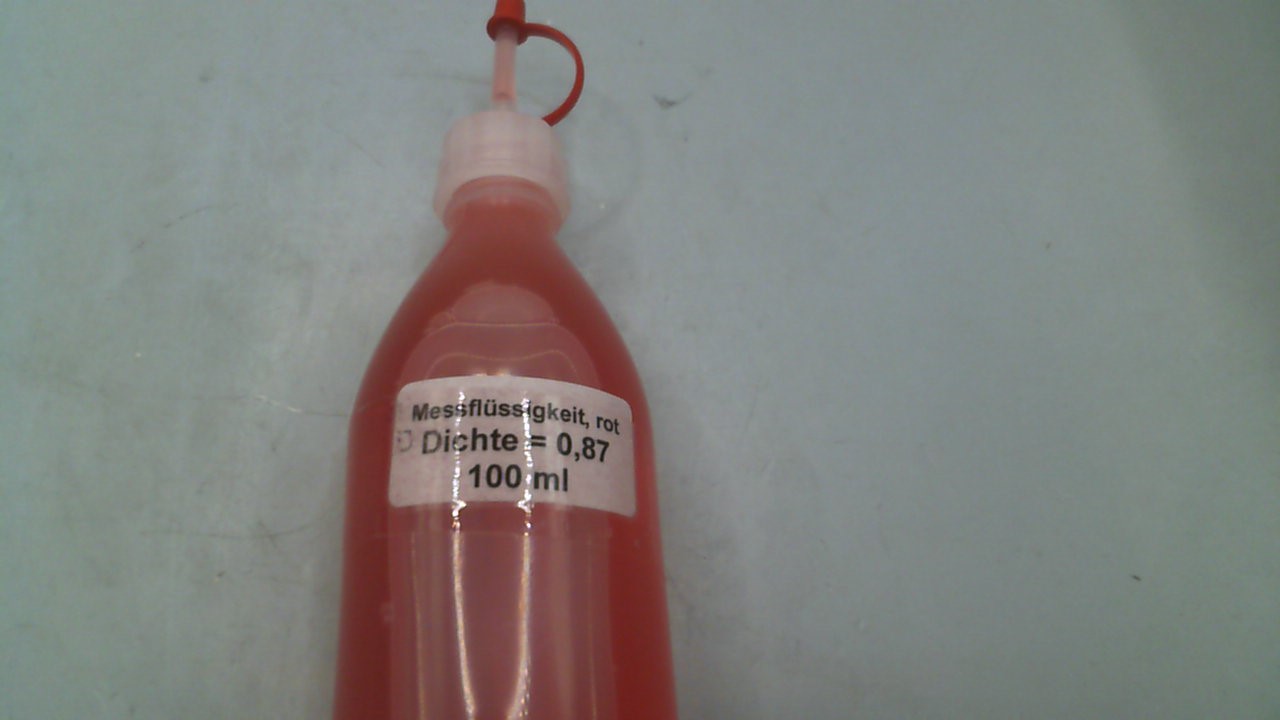 Messflüssigkeit, rot
Dichte = 0,87
100 ml